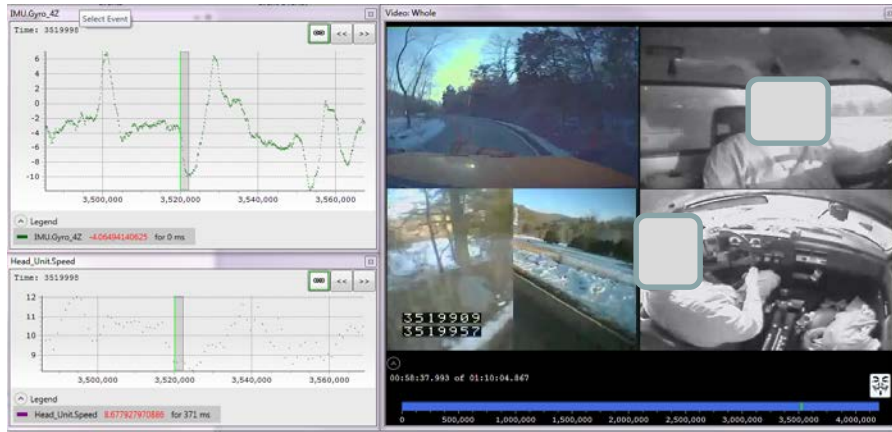 IMU.Gyro_4Z
Select Event
Time: 3519998
<< >>
6
4
2
0
-2
-4
-6
-8
-10
3,500,000 3,520,000 3,540,000 3,560,000
Legend
IMU.Gyro_4Z -4.06494140625 for 0 ms
Head_Unit.Speed
Time: 3519998
<< >>
12
11
10
9
3,500,000 3,520,000 3,540,000 3,560,000
Legend
Head_Unit.Speed 8.677927970886 for 371 ms
Video: Whole
3519909
3519957
00:58:37.993 of 01:10:04.867
0 500,000 1,000,000 1,500,000 2,000,000 2,500,000 3,000,000 3,500,000 4,000,000